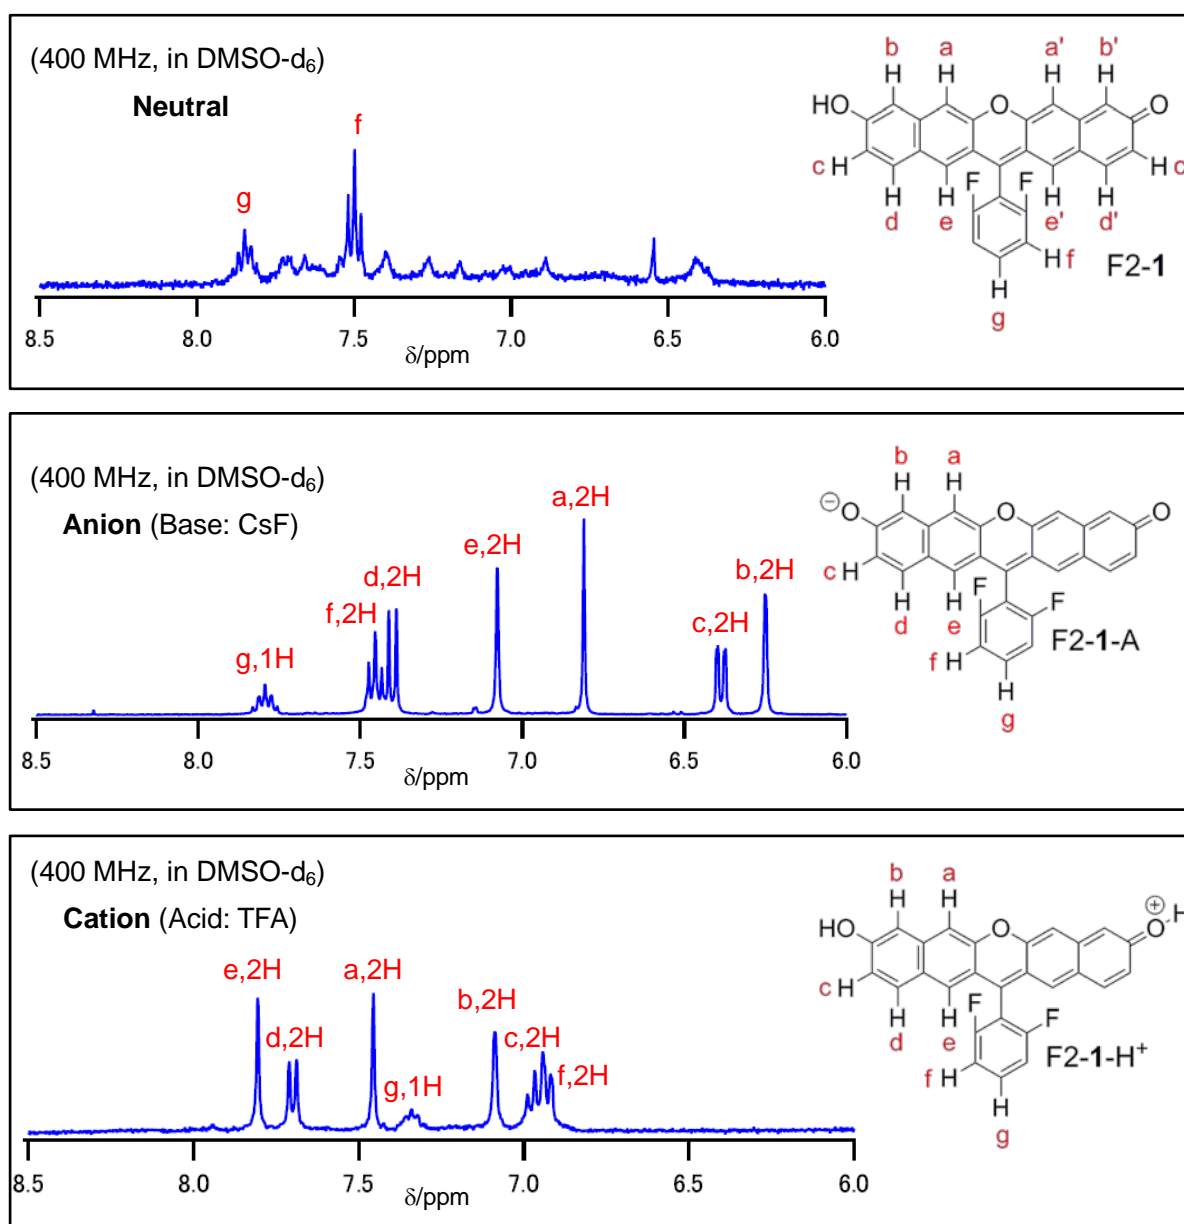 (400 MHz, in DMSO-d6)
Neutral
g
f
8.5 8.0 7.5 7.0 6.5 6.0
δ/ppm
b a a' b'
H H H H
HO O O
c H F F H c
H H H H
d e e' d'
H f
H
g
F2-1
(400 MHz, in DMSO-d6)
Anion (Base: CsF)
g,1H
f,2H
d,2H
e,2H
a,2H
c,2H
b,2H
8.5 8.0 7.5 7.0 6.5 6.0
δ/ppm
b a
H H
⊖
O O O
c H F F
H H
d e
f H
H
g
F2-1-A
(400 MHz, in DMSO-d6)
Cation (Acid: TFA)
e,2H
d,2H
a,2H
g,1H
b,2H
c,2H
f,2H
8.5 8.0 7.5 7.0 6.5 6.0
δ/ppm
b a
H H
⊕
HO O O H
c H F F
H H
d e
f H
H
g
F2-1-H+